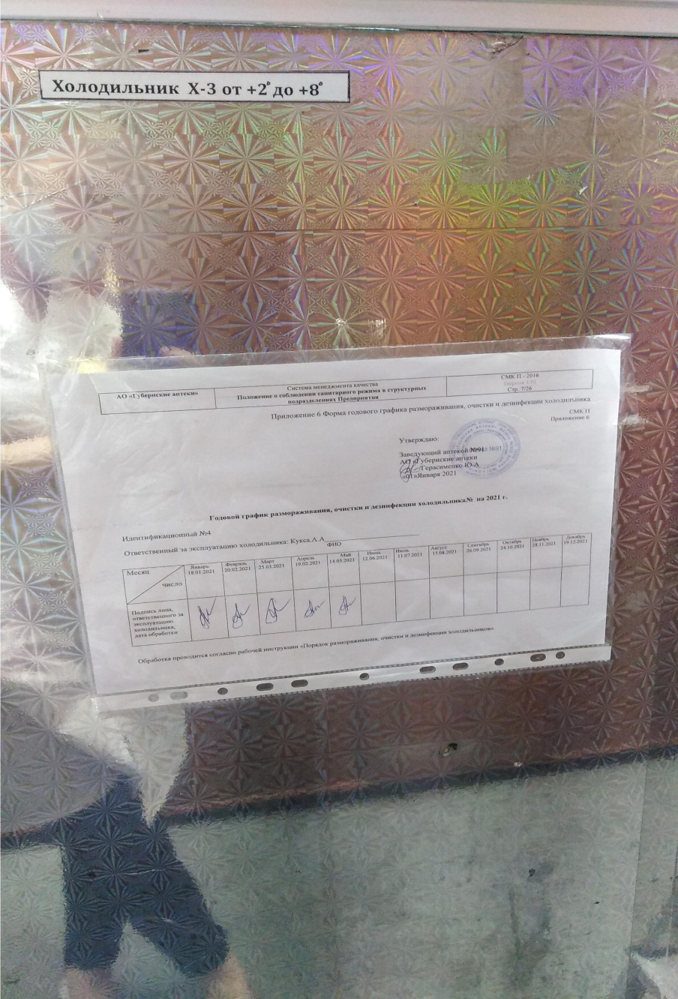 Холодильник Х-3 от +2° до +8°
АО «Губернские аптеки»
Система менеджмента качества
Положение о соблюдении санитарного режима в структурных
подразделениях Предприятия
СМК П - 2016
Стр. 7/26
Приложение 6 Форма годового графика размораживания, очистки и дезинфекции холодильника
СМК П
Приложение 6
Утверждаю:
Заведующий аптекой №91
АО «Губернские аптеки
Герасименко Ю.А
«01»Января 2021
Годовой график размораживания, очистки и дезинфекции холодильника№ на 2021 г.
Идентификационный №4
Ответственный за эксплуатацию холодильника: Кукса.Л.А
ФИО
Месяц
число
Январь
18.01.2021
Февраль
20.02.2021
Март
25.03.2021
Апрель
19.02.2021
Май
14.05.2021
Июнь
12.06.2021
Июль
11.07.2021
Август
15.08.2021
Сентябрь
26.09.2021
Октябрь
24.10.2021
Ноябрь
28.11.2021
Декабрь
19.12.2021
Подпись лица,
ответственного за
эксплуатацию
холодильника,
дата обработки
Обработка проводится согласно рабочей инструкции «Порядок размораживания, очистки и дезинфекции холодильников»